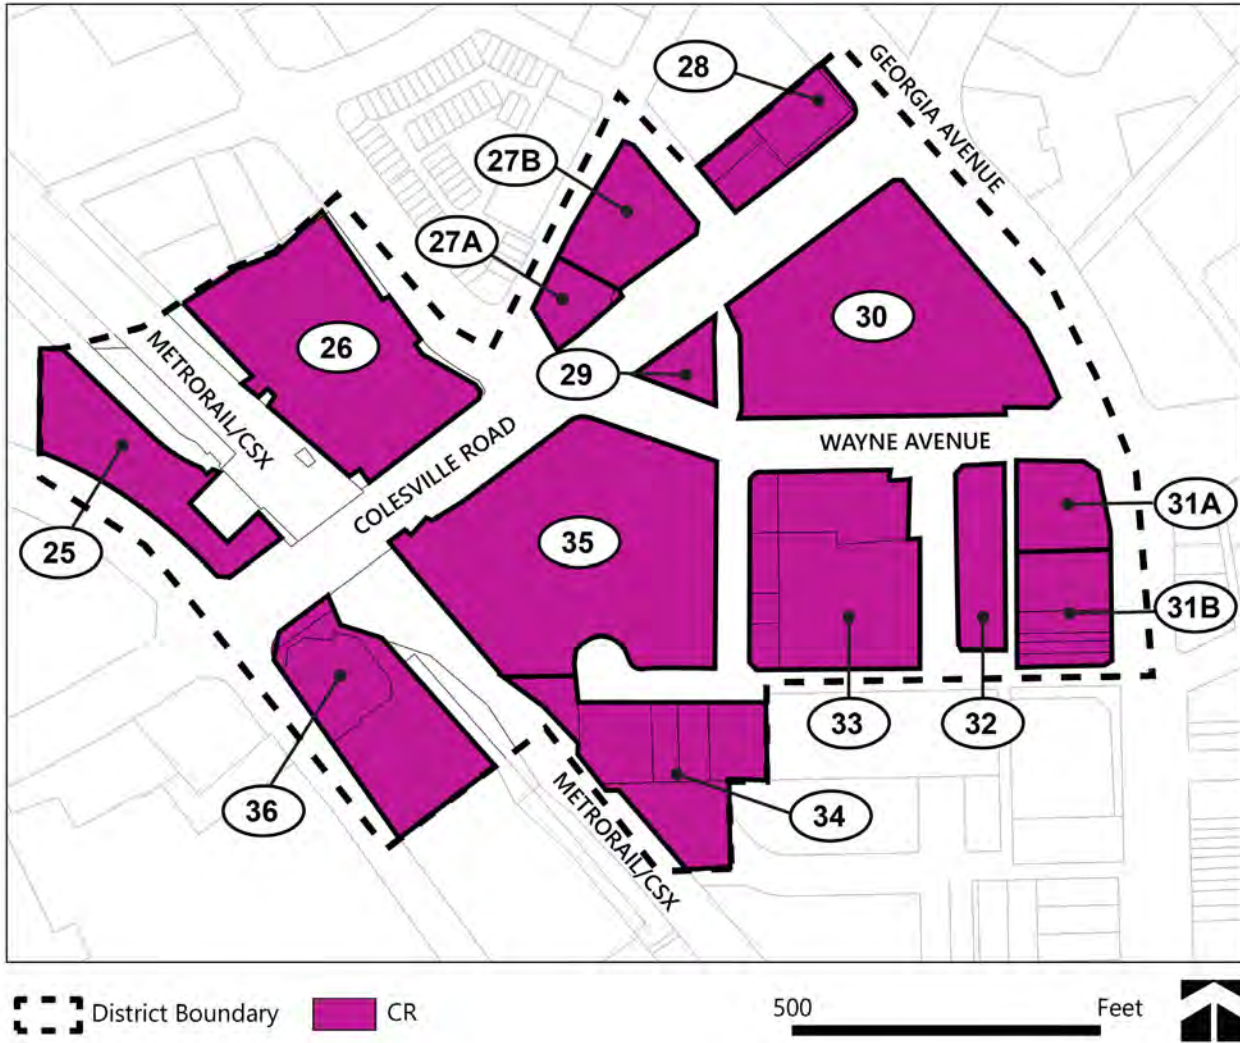 28
GEORGIA AVENUE
27B
27A
30
26
METRORAIL/CSX
29
COLESVILLE ROAD
WAYNE AVENUE
25
35
31A
31B
36
33
32
34
METRORAIL/CSX
District Boundary
CR
500 Feet